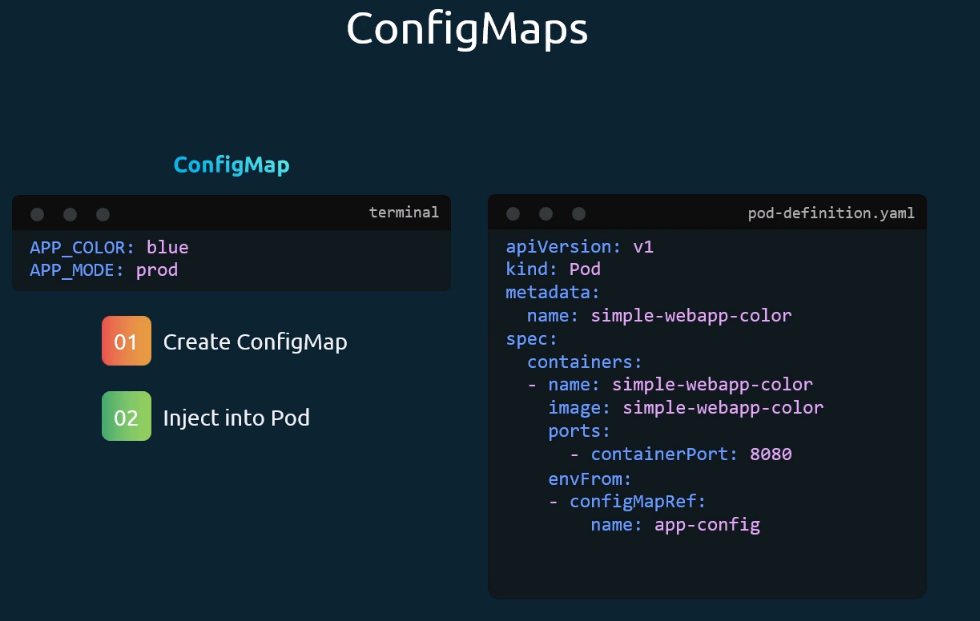 ConfigMaps
ConfigMap
terminal
APP_COLOR: blue
APP_MODE: prod
01 Create ConfigMap
02 Inject into Pod
pod-definition.yaml
apiVersion: v1
kind: Pod
metadata:
  name: simple-webapp-color
spec:
  containers:
  - name: simple-webapp-color
    image: simple-webapp-color
    ports:
      - containerPort: 8080
    envFrom:
    - configMapRef:
        name: app-config